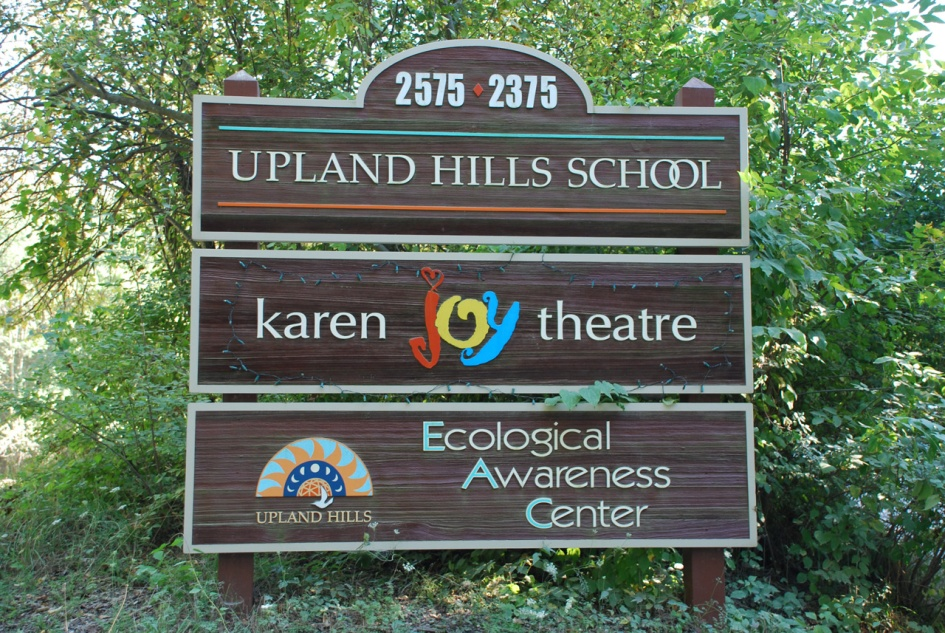 2575 ♦ 2375
UPLAND HILLS SCHOOL
karen joy theatre
Ecological
Awareness
Center
UPLAND HILLS